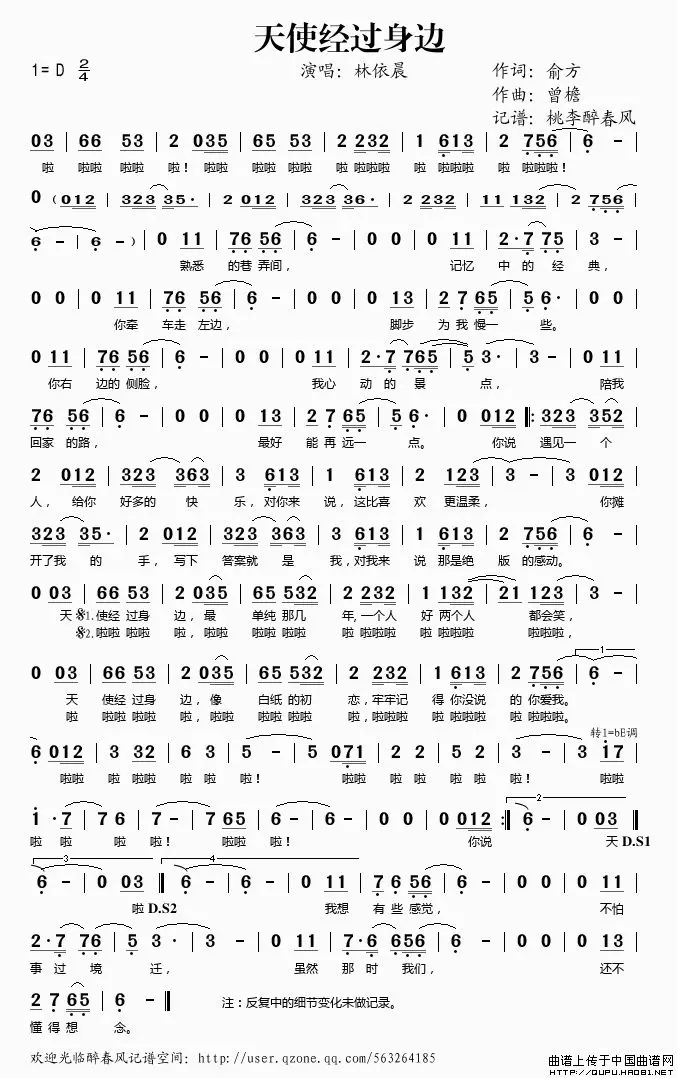 天使经过身边
1=D 2/4 演唱：林依晨 作词：俞方
作曲：曾檐
记谱：桃李醉春风
03 | 66 53 | 2 035 | 65 53 | 2 232 | 1 613 | 2 756 | 6 - |
啦 啦啦 啦啦 啦！ 啦啦 啦啦 啦啦 啦 啦啦啦 啦 啦啦啦 啦 啦啦啦！
0 (012 | 323 35· | 2 012 | 323 36· | 2 232 | 11 132 | 2 756 |
6 - | 6 - ) | 0 11 | 76 56 | 6 - | 0 0 | 0 11 | 2·7 75 | 3 - |
熟悉 的巷 弄间， 记忆 中 的 经 典，
0 0 | 0 11 | 76 56 | 6 - | 0 0 | 0 13 | 2 7 65 | 5 6· | 0
你牵 车走 左边， 脚步 为 我 慢一 些。
0 11 | 76 56 | 6 - | 0 0 | 0 11 | 2·7 765 | 5 3· | 3 - | 0 11 |
你右 边的 侧脸， 我心 动 的 景 点， 陪我
76 56 | 6 - | 0 0 | 0 13 | 2 7 65 | 5 6· | 0 012 |: 323 352 |
回家 的路， 最好 能 再 远一 点。 你说 遇见一 个
2 012 | 323 363 | 3 613 | 1 613 | 2 123 | 3 - | 3 012 |
人，给你 好多的 快 乐，对你来 说，这比喜 欢 更温柔， 你摊
323 35· | 2 012 | 323 363 | 3 613 | 1 613 | 2 756 | 6 - |
开了我 的 手，写下 答案就 是 我，对我来 说 那是绝 版 的感动。
0 03 | 66 53 | 2 035 | 65 532 | 2 232 | 1 132 | 21 123 | 3 - |
天 𝄋1.使经 过身 边，最 单纯 那几 年，一个人 好 两个人 都会笑，
𝄋2.啦啦 啦啦 啦，啦啦 啦啦 啦啦 啦 啦啦啦 啦 啦啦啦 啦啦啦，
0 03 | 66 53 | 2 035 | 65 532 | 2 232 | 1 613 | 2 756 | 1 6 - |
天 使经 过身 边，像 白纸 的初 恋，牢牢记 得 你没说 的 你爱我。
啦 啦啦 啦啦 啦，啦啦 啦啦 啦啦 啦 啦啦啦 啦 啦啦啦 啦 啦啦啦。
转1=bE调
6 012 | 3 32 | 6 3 | 5 - | 5 071 | 2 2 | 5 2 | 3 - | 3 17 |
啦啦 啦 啦啦 啦 啦 啦！ 啦啦 啦 啦 啦 啦 啦！ 啦啦
1·7 | 7 6 | 7 - | 7 65 | 6 - | 6 - | 0 0 | 0 012 :| 2 6 - | 0 03 ‖
啦 啦 啦 啦！ 啦啦 啦！ 你说 天 D.S1
3 6 - | 0 03 ‖ 4 6 - | 6 - | 0 11 | 7 6 56 | 6 - | 0 0 | 0 11 |
啦 D.S2 我想 有 些 感觉， 不怕
2·7 76 | 5 3· | 3 - | 0 11 | 7·6 656 | 6 - | 0 0 | 0 13 |
事 过 境 迁， 虽然 那 时 我们， 还不
2 7 65 | 6 - ‖ 注：反复中的细节变化未做记录。
懂 得 想 念。
欢迎光临醉春风记谱空间：http://user.qzone.qq.com/563264185
曲谱上传于中国曲谱网
HTTP://QUPU.HAO81.NET